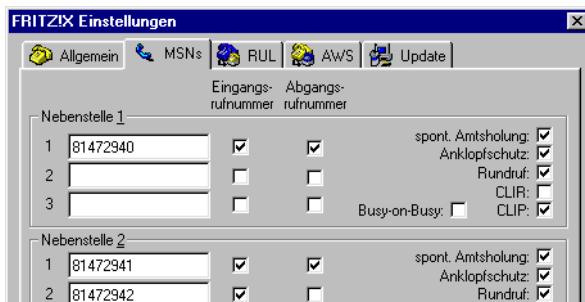 FRITZ!X Einstellungen
Allgemein MSNs RUL AWS Update
Eingangs- Abgangs-
rufnummer rufnummer
Nebenstelle 1
1 81472940 spont. Amtsholung:
Anklopfschutz:
2 Rundruf:
CLIR:
3 Busy-on-Busy: CLIP:
Nebenstelle 2
1 81472941 spont. Amtsholung:
Anklopfschutz:
2 81472942 Rundruf: